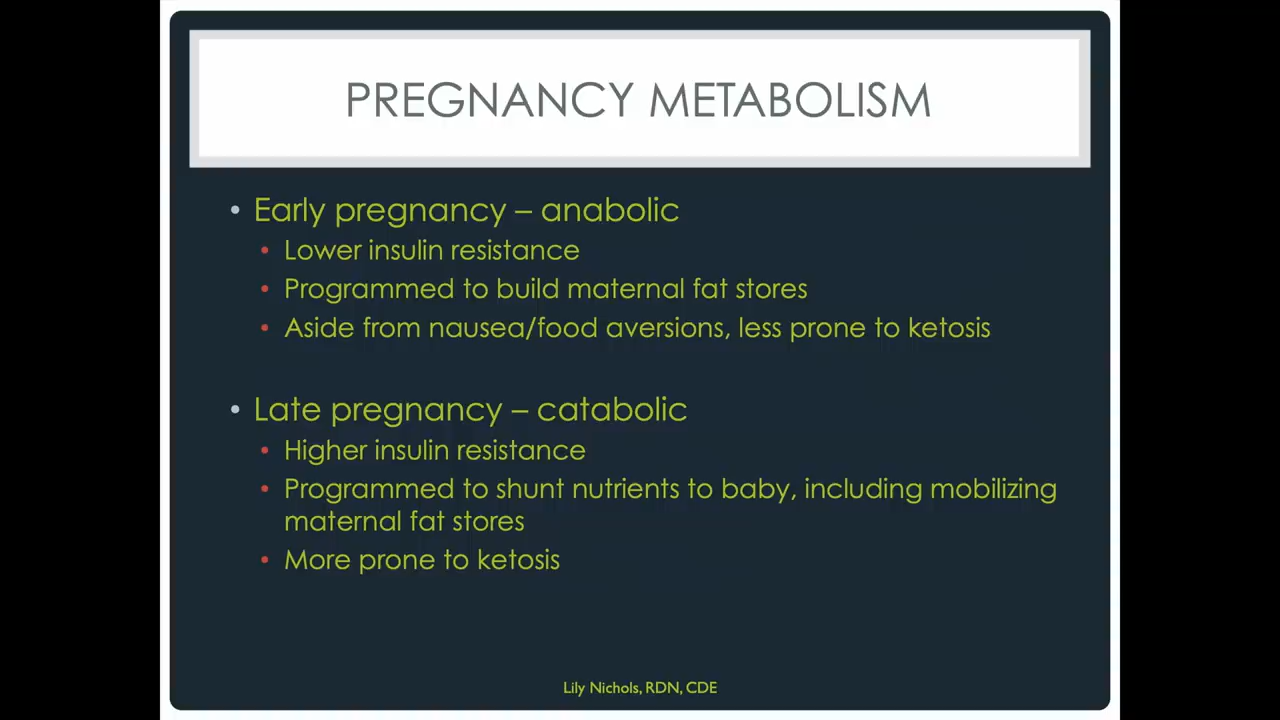 PREGNANCY METABOLISM
• Early pregnancy – anabolic
• Lower insulin resistance
• Programmed to build maternal fat stores
• Aside from nausea/food aversions, less prone to ketosis
• Late pregnancy – catabolic
• Higher insulin resistance
• Programmed to shunt nutrients to baby, including mobilizing
maternal fat stores
• More prone to ketosis
Lily Nichols, RDN, CDE